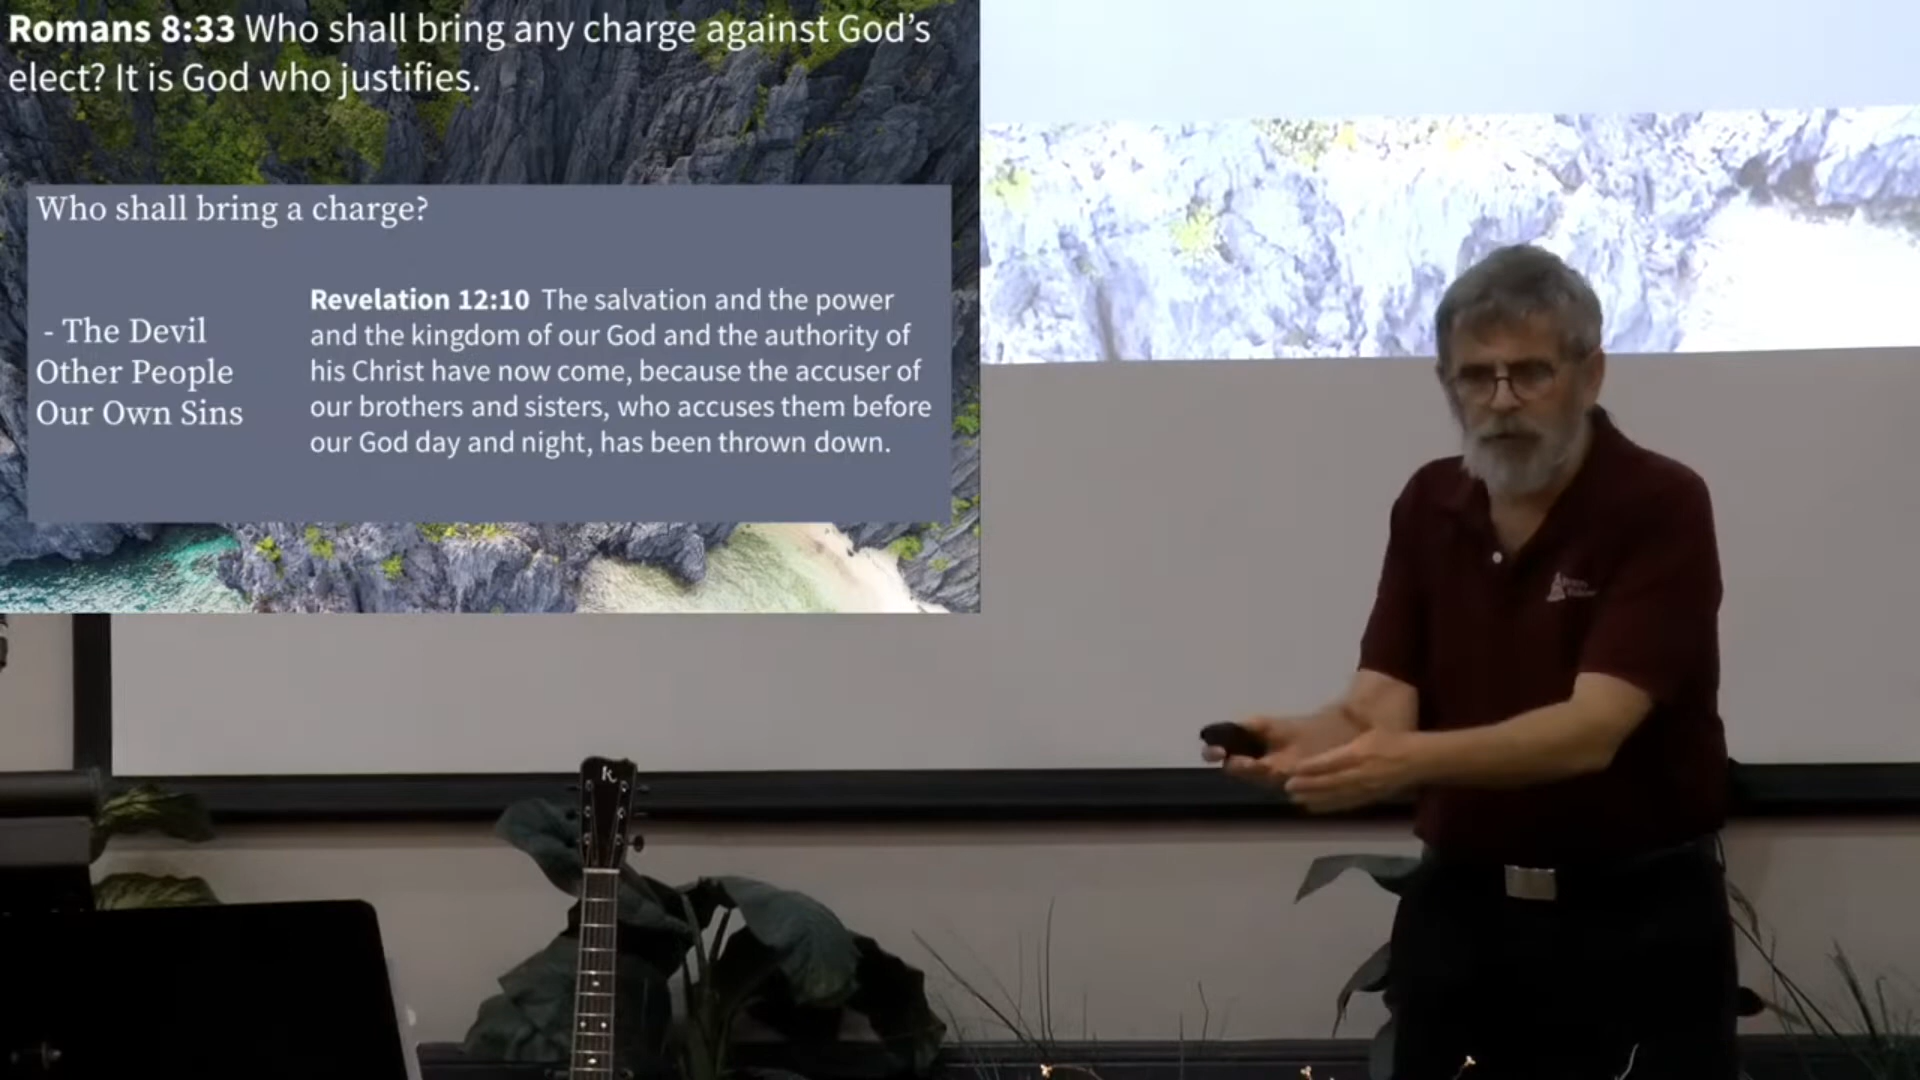 Romans 8:33 Who shall bring any charge against God’s
elect? It is God who justifies.
Who shall bring a charge?
- The Devil
Other People
Our Own Sins
Revelation 12:10 The salvation and the power
and the kingdom of our God and the authority of
his Christ have now come, because the accuser of
our brothers and sisters, who accuses them before
our God day and night, has been thrown down.
k